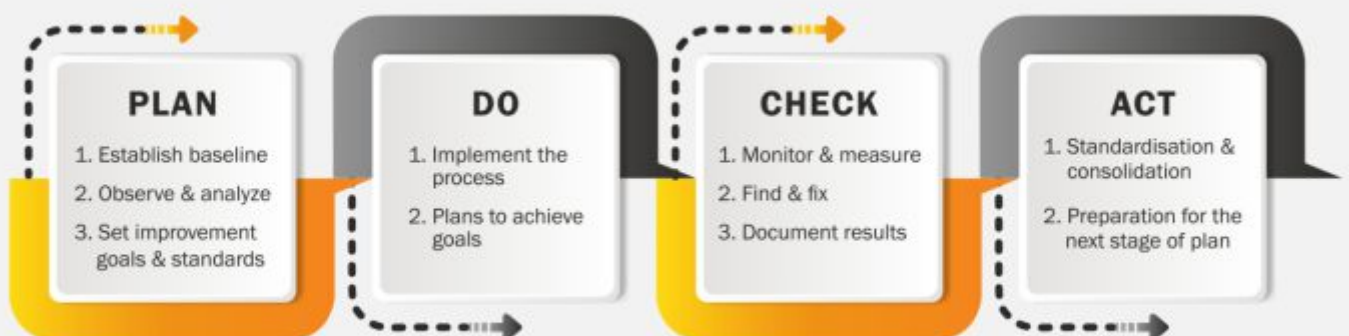 PLAN
1. Establish baseline
2. Observe & analyze
3. Set improvement
goals & standards
DO
1. Implement the
process
2. Plans to achieve
goals
CHECK
1. Monitor & measure
2. Find & fix
3. Document results
ACT
1. Standardisation &
consolidation
2. Preparation for the
next stage of plan